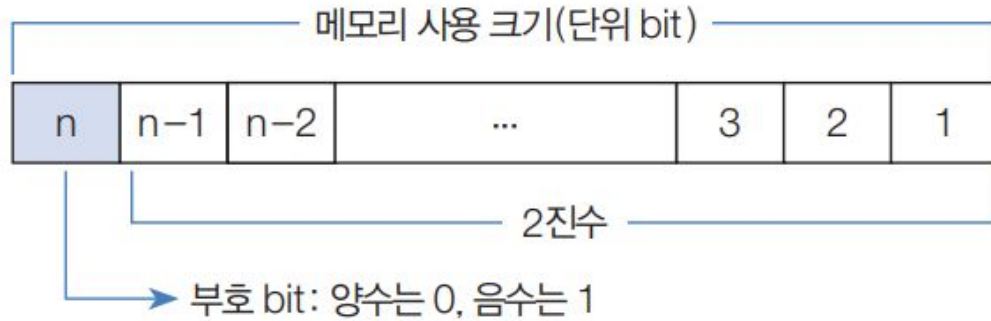 메모리 사용 크기(단위 bit)
n n-1 n-2 ... 3 2 1
2진수
부호 bit: 양수는 0, 음수는 1